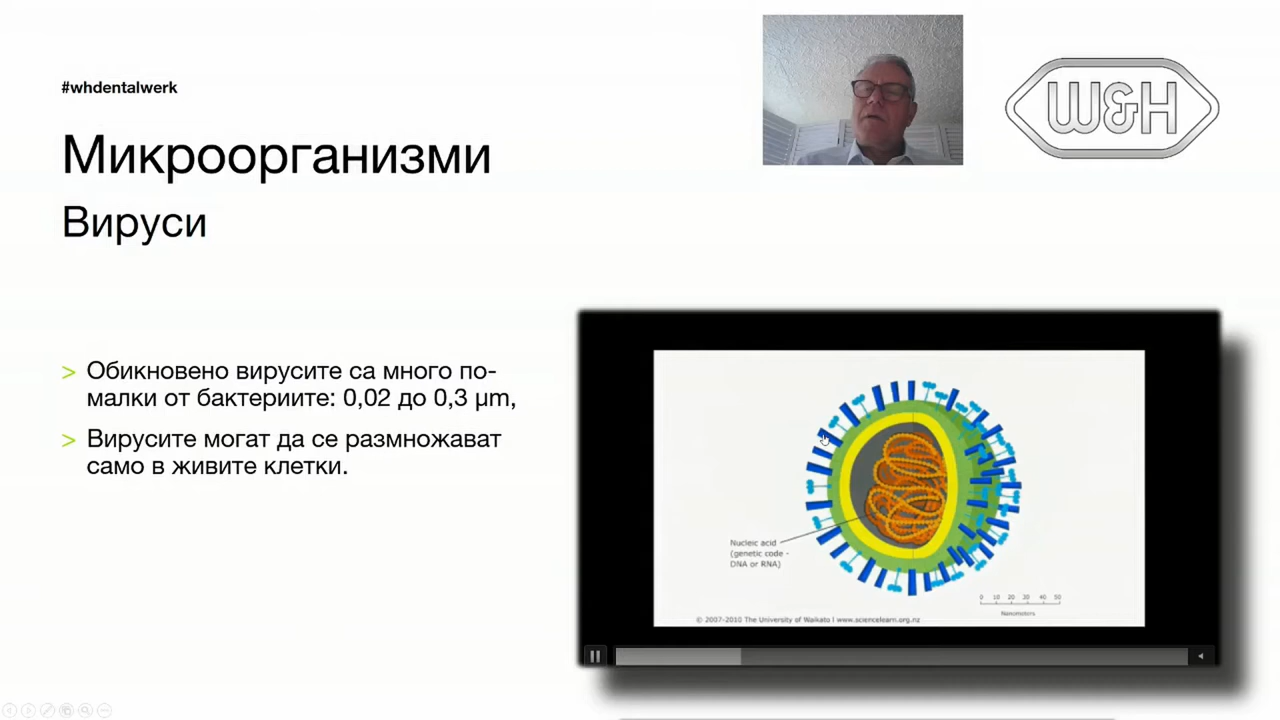 #whdentalwerk
W&H
Микроорганизми
Вируси
> Обикновено вирусите са много по-
малки от бактериите: 0,02 до 0,3 µm,
> Вирусите могат да се размножават
само в живите клетки.
Nucleic acid
(genetic code -
DNA or RNA)
0 10 20 30 40 50
Nanometers
© 2007-2010 The University of Waikato I www.sciencelearn.org.nz